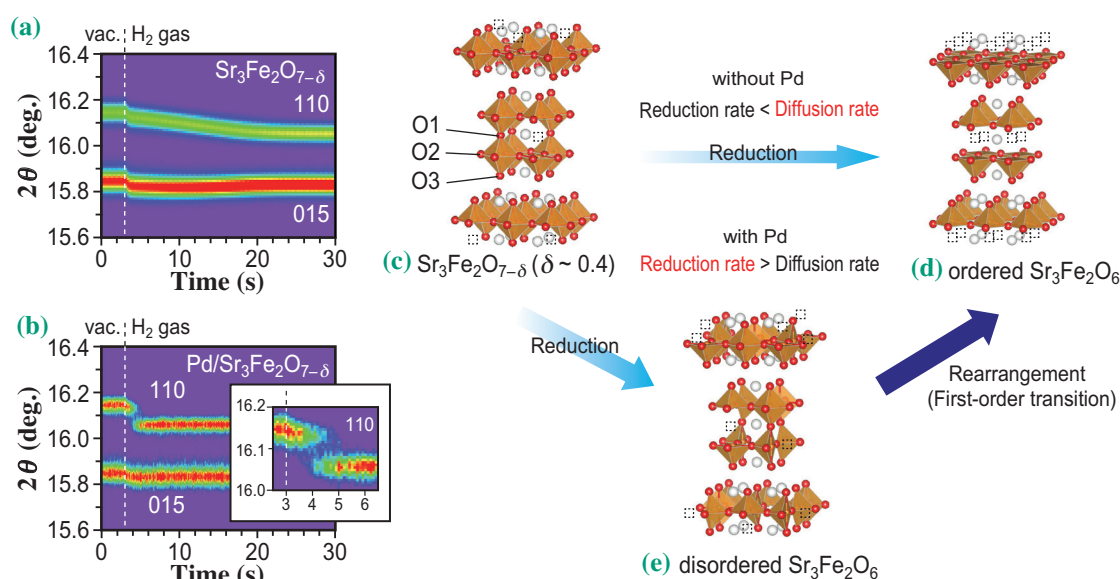 (a)
vac. H₂ gas
16.4
16.2
16.0
15.8
15.6
2θ (deg.)
Sr₃Fe₂O₇₋δ
110
015
0 10 20 30
Time (s)
(b)
vac. H₂ gas
16.4
16.2
16.0
15.8
15.6
2θ (deg.)
Pd/Sr₃Fe₂O₇₋δ
110
015
16.2
16.1
16.0
110
3 4 5 6
0 10 20 30
Time (s)
O1
O2
O3
(c) Sr₃Fe₂O₇₋δ (δ ~ 0.4)
without Pd
Reduction rate < Diffusion rate
Reduction
with Pd
Reduction rate > Diffusion rate
(d) ordered Sr₃Fe₂O₆
Reduction
Rearrangement
(First-order transition)
(e) disordered Sr₃Fe₂O₆